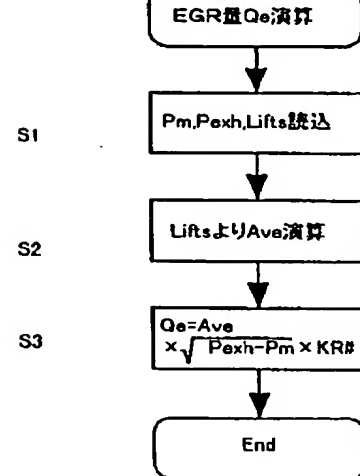 EGR量Qe演算
S1
Pm,Pexh,Lifts読込
S2
LiftsよりAve演算
S3
Qe=Ave
×√Pexh-Pm×KR#
End